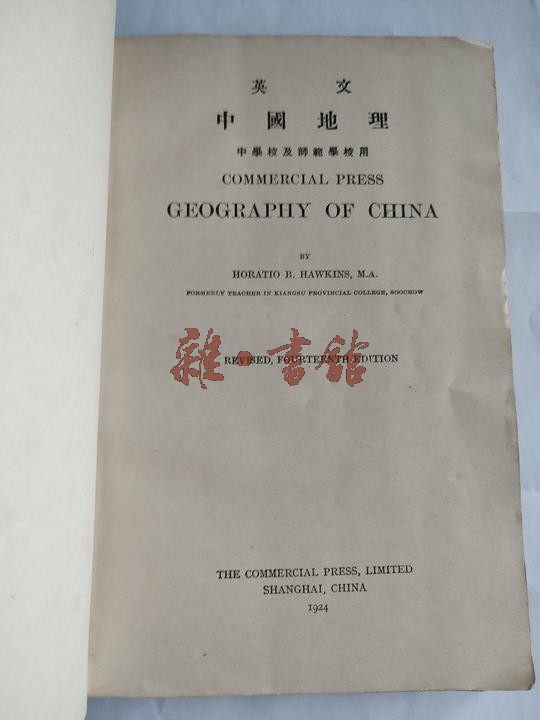 英文
中國地理
中學校及師範學校用
COMMERCIAL PRESS
GEOGRAPHY OF CHINA
BY
HORATIO B. HAWKINS, M.A.
FORMERLY TEACHER IN KIANGSU PROVINCIAL COLLEGE, SOOCHOW
雜·書館
REVISED, FOURTEENTH EDITION
THE COMMERCIAL PRESS, LIMITED
SHANGHAI, CHINA
1924